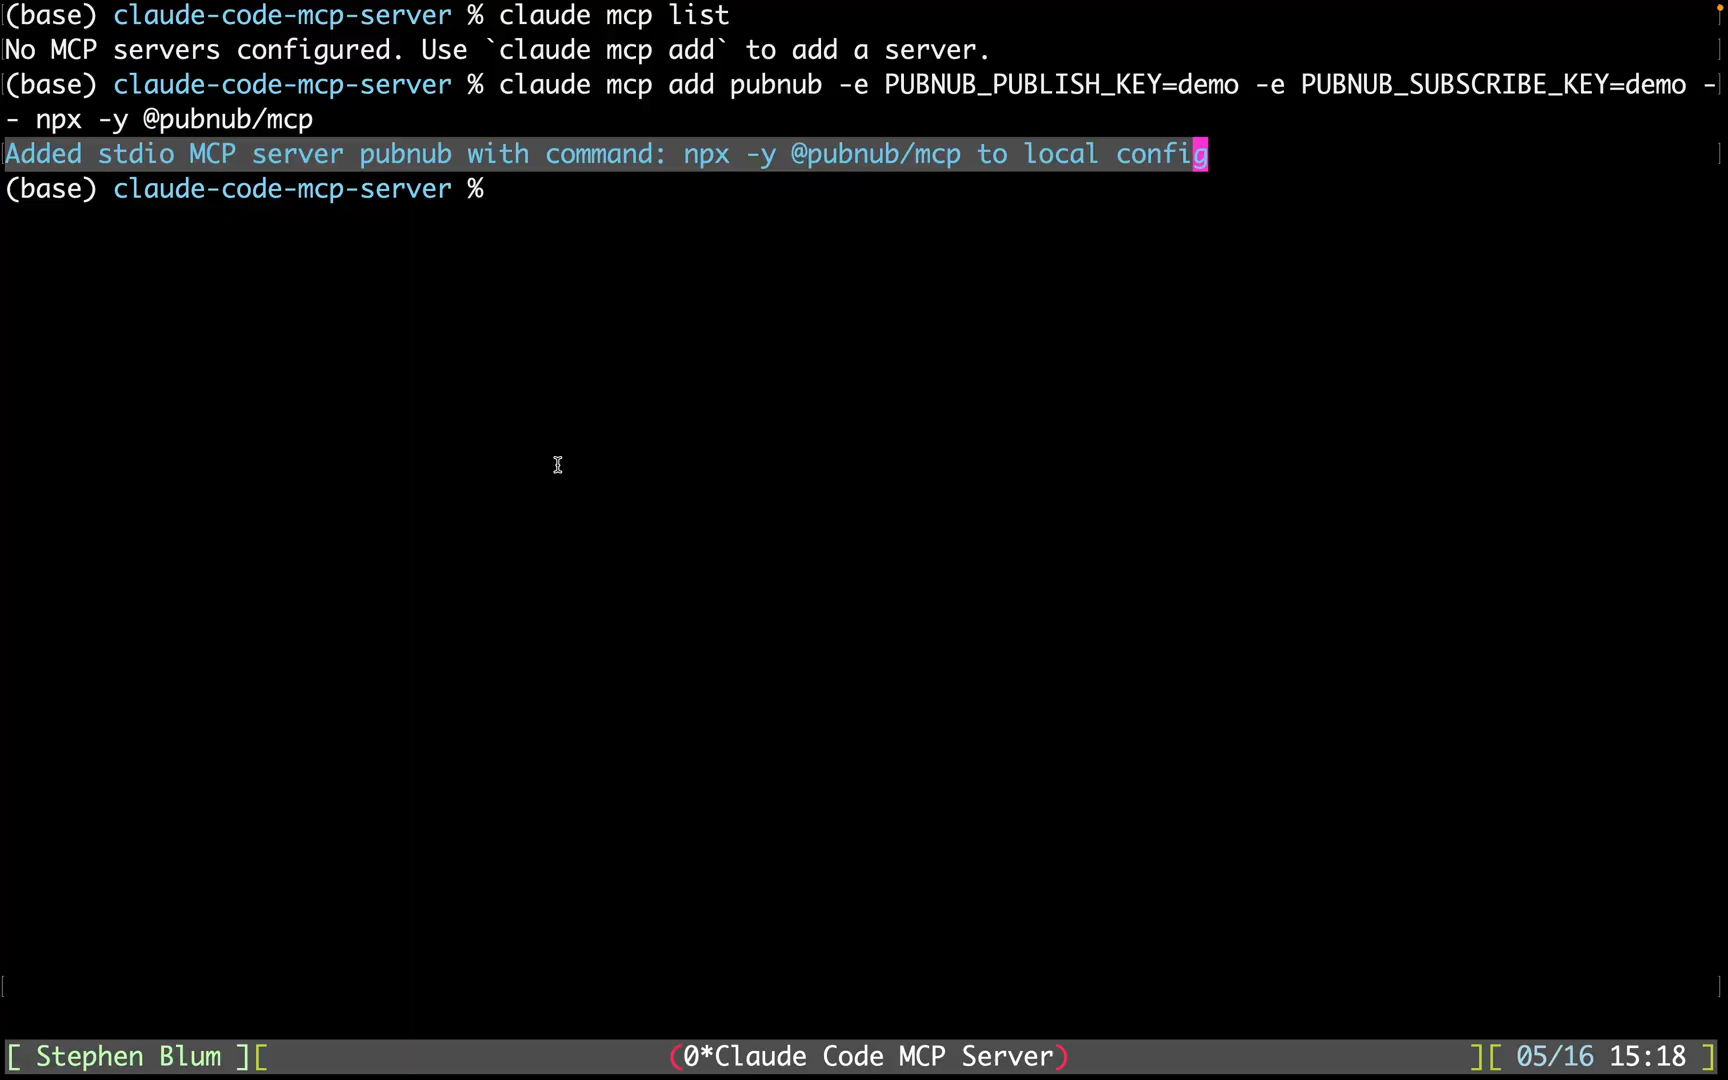 (base) claude-code-mcp-server % claude mcp list
No MCP servers configured. Use `claude mcp add` to add a server.
(base) claude-code-mcp-server % claude mcp add pubnub -e PUBNUB_PUBLISH_KEY=demo -e PUBNUB_SUBSCRIBE_KEY=demo -
- npx -y @pubnub/mcp
Added stdio MCP server pubnub with command: npx -y @pubnub/mcp to local config
(base) claude-code-mcp-server %
[ Stephen Blum ][ (0*Claude Code MCP Server) ][ 05/16 15:18 ]